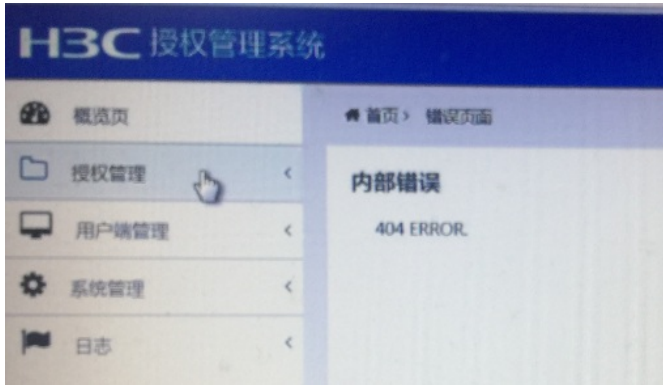 H3C 授权管理系统
概览页
首页 > 错误页面
授权管理
内部错误
用户端管理
404 ERROR.
系统管理
日志